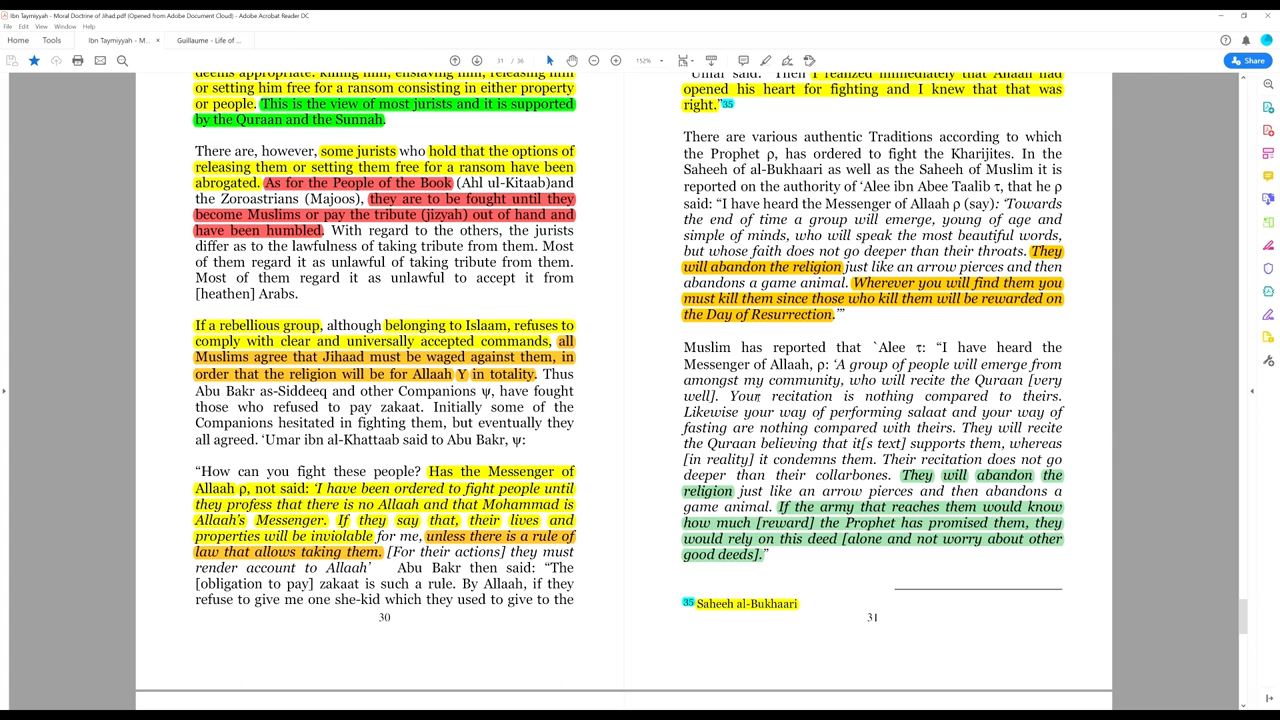 Ibn Taymiyyah - Moral Doctrine of Jihad.pdf (Opened from Adobe Document Cloud) - Adobe Acrobat Reader DC
File Edit View Window Help
Home Tools Ibn Taymiyyah - M... × Guillaume - Life of ...
31 / 36 152% Share
deems appropriate: killing him, enslaving him, releasing him
or setting him free for a ransom consisting in either property
or people. This is the view of most jurists and it is supported
by the Quraan and the Sunnah.
There are, however, some jurists who hold that the options of
releasing them or setting them free for a ransom have been
abrogated. As for the People of the Book (Ahl ul-Kitaab)and
the Zoroastrians (Majoos), they are to be fought until they
become Muslims or pay the tribute (jizyah) out of hand and
have been humbled. With regard to the others, the jurists
differ as to the lawfulness of taking tribute from them. Most
of them regard it as unlawful of taking tribute from them.
Most of them regard it as unlawful to accept it from
[heathen] Arabs.
If a rebellious group, although belonging to Islaam, refuses to
comply with clear and universally accepted commands, all
Muslims agree that Jihaad must be waged against them, in
order that the religion will be for Allaah Υ in totality. Thus
Abu Bakr as-Siddeeq and other Companions ψ, have fought
those who refused to pay zakaat. Initially some of the
Companions hesitated in fighting them, but eventually they
all agreed. ‘Umar ibn al-Khattaab said to Abu Bakr, ψ:
“How can you fight these people? Has the Messenger of
Allaah ρ, not said: ‘I have been ordered to fight people until
they profess that there is no Allaah and that Mohammad is
Allaah’s Messenger. If they say that, their lives and
properties will be inviolable for me, unless there is a rule of
law that allows taking them. [For their actions] they must
render account to Allaah’ Abu Bakr then said: “The
[obligation to pay] zakaat is such a rule. By Allaah, if they
refuse to give me one she-kid which they used to give to the
30
‘Umar said: “Then I realized immediately that Allaah had
opened his heart for fighting and I knew that that was
right.”35
There are various authentic Traditions according to which
the Prophet ρ, has ordered to fight the Kharijites. In the
Saheeh of al-Bukhaari as well as the Saheeh of Muslim it is
reported on the authority of ‘Alee ibn Abee Taalib τ, that he ρ
said: “I have heard the Messenger of Allaah ρ (say): ‘Towards
the end of time a group will emerge, young of age and
simple of minds, who will speak the most beautiful words,
but whose faith does not go deeper than their throats. They
will abandon the religion just like an arrow pierces and then
abandons a game animal. Wherever you will find them you
must kill them since those who kill them will be rewarded on
the Day of Resurrection.’”
Muslim has reported that `Alee τ: “I have heard the
Messenger of Allaah, ρ: ‘A group of people will emerge from
amongst my community, who will recite the Quraan [very
well]. Your recitation is nothing compared to theirs.
Likewise your way of performing salaat and your way of
fasting are nothing compared with theirs. They will recite
the Quraan believing that it[s text] supports them, whereas
[in reality] it condemns them. Their recitation does not go
deeper than their collarbones. They will abandon the
religion just like an arrow pierces and then abandons a
game animal. If the army that reaches them would know
how much [reward] the Prophet has promised them, they
would rely on this deed [alone and not worry about other
good deeds].”
35 Saheeh al-Bukhaari
31